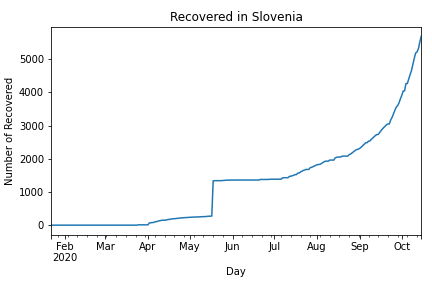 Recovered in Slovenia
Number of Recovered
5000
4000
3000
2000
1000
0
Feb Mar Apr May Jun Jul Aug Sep Oct
2020
Day